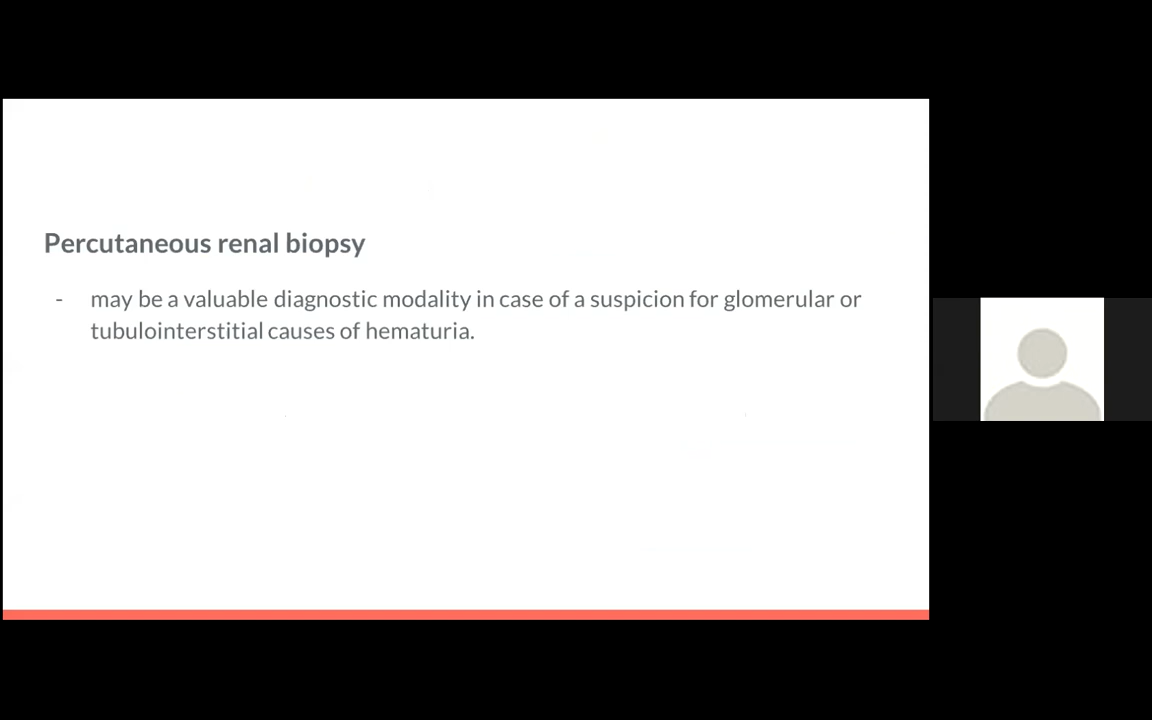 Percutaneous renal biopsy
- may be a valuable diagnostic modality in case of a suspicion for glomerular or
tubulointerstitial causes of hematuria.